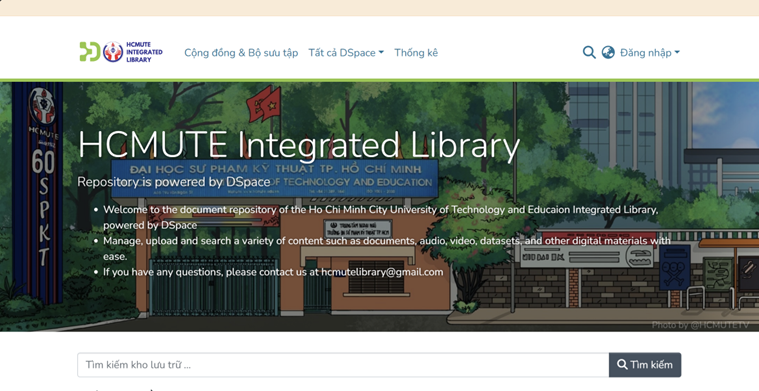 HCMUTE
INTEGRATED
LIBRARY
Cộng đồng & Bộ sưu tập
Tất cả DSpace
Thống kê
Đăng nhập
HCMUTE
60
SPKT
HCMUTE Integrated Library
ĐẠI HỌC SƯ PHẠM KỸ THUẬT TP. HỒ CHÍ MINH
Repository is powered by DSpace
OF TECHNOLOGY AND EDUCATION
• Welcome to the document repository of the Ho Chi Minh City University of Technology and Educaion Integrated Library,
powered by DSpace
• Manage, upload and search a variety of content such as documents, audio, video, datasets, and other digital materials with
ease.
• If you have any questions, please contact us at hcmutelibrary@gmail.com
Photo by @HCMUTETV
Tìm kiếm kho lưu trữ ...
Tìm kiếm